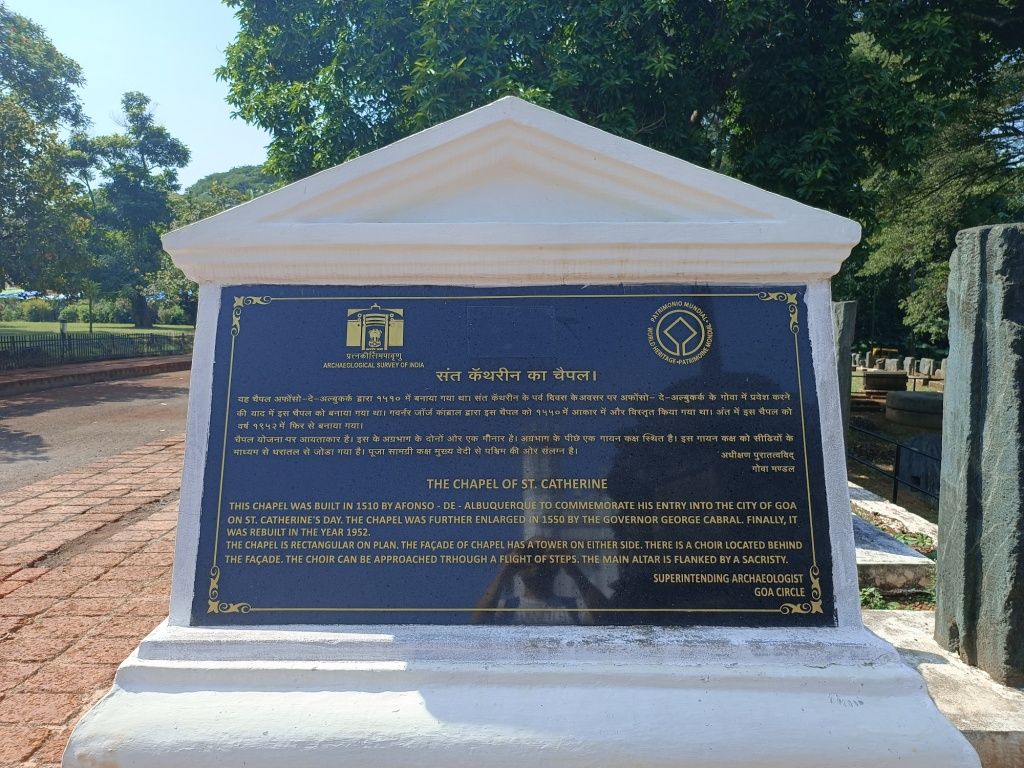 प्रत्नकीर्तिमपावृणु
ARCHAEOLOGICAL SURVEY OF INDIA
PATRIMONIO MUNDIAL • WORLD HERITAGE • PATRIMOINE MONDIAL
संत कॅथरीन का चैपल।
यह चैपल अफोंसो-दे-अल्बुकर्क द्वारा १५१० में बनाया गया था। संत कॅथरीन के पर्व दिवस के अवसर पर अफोंसो- दे-अल्बुकर्क के गोवा में प्रवेश करने
की याद में इस चैपल को बनाया गया था। गवर्नर जॉर्ज काब्राल द्वारा इस चैपल को १५५० में आकार में और विस्तृत किया गया था। अंत में इस चैपल को
वर्ष १९५२ में फिर से बनाया गया।
चैपल योजना पर आयताकार है। इस के अग्रभाग के दोनों ओर एक मीनार है। अग्रभाग के पीछे एक गायन कक्ष स्थित है। इस गायन कक्ष को सीढियों के
माध्यम से धरातल से जोडा गया है। पूजा सामग्री कक्ष मुख्य वेदी से पश्चिम की ओर संलग्न है।
अधीक्षण पुरातत्वविद्
गोवा मण्डल
THE CHAPEL OF ST. CATHERINE
THIS CHAPEL WAS BUILT IN 1510 BY AFONSO - DE - ALBUQUERQUE TO COMMEMORATE HIS ENTRY INTO THE CITY OF GOA
ON ST. CATHERINE'S DAY. THE CHAPEL WAS FURTHER ENLARGED IN 1550 BY THE GOVERNOR GEORGE CABRAL. FINALLY, IT
WAS REBUILT IN THE YEAR 1952.
THE CHAPEL IS RECTANGULAR ON PLAN. THE FAÇADE OF CHAPEL HAS A TOWER ON EITHER SIDE. THERE IS A CHOIR LOCATED BEHIND
THE FAÇADE. THE CHOIR CAN BE APPROACHED TRHOUGH A FLIGHT OF STEPS. THE MAIN ALTAR IS FLANKED BY A SACRISTY.
SUPERINTENDING ARCHAEOLOGIST
GOA CIRCLE